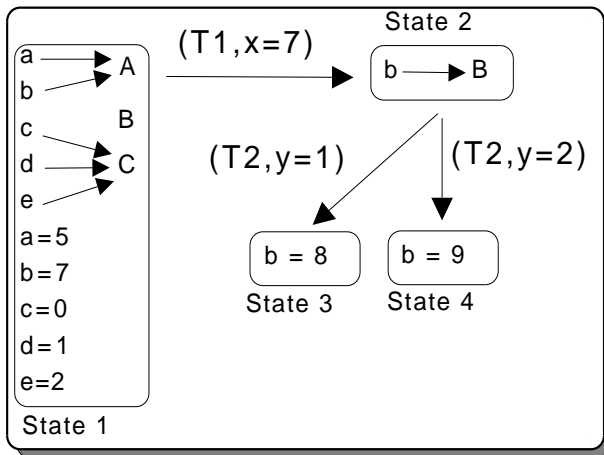 State 2
(T1,x=7)
a
A
b
b
B
B
c
d
C
(T2,y=1)
(T2,y=2)
e
a=5
b = 8
b = 9
b=7
c=0
State 3
State 4
d=1
e=2
State 1